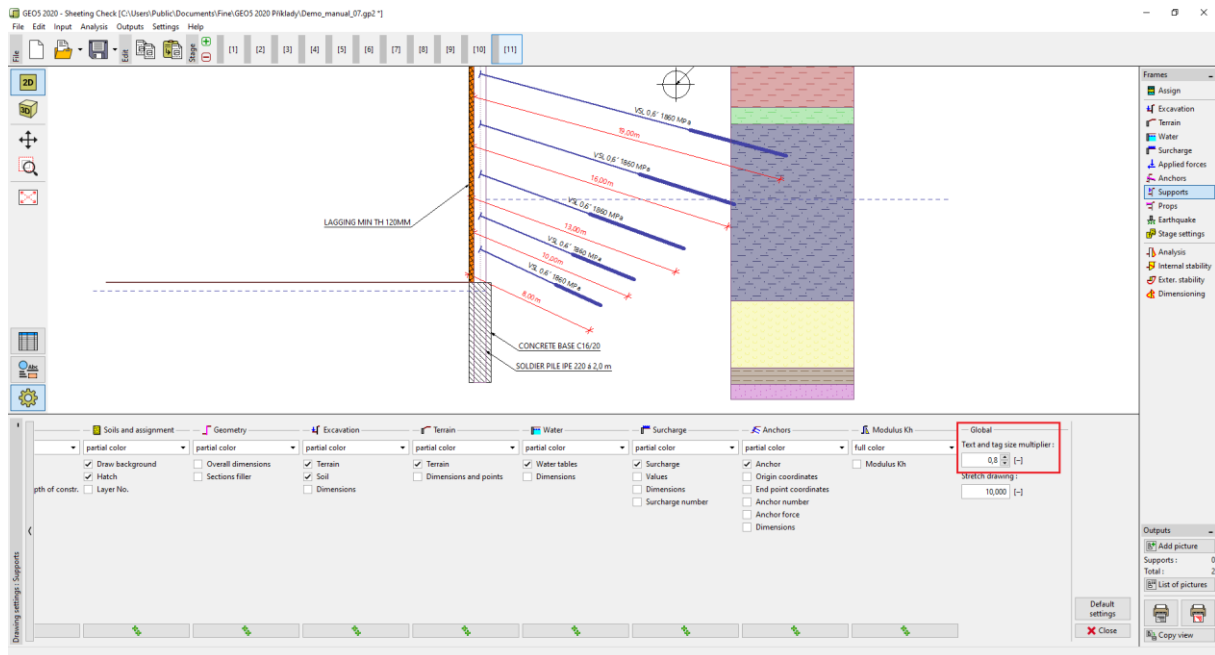 GEO5 2020 - Sheeting Check [C:\Users\Public\Documents\Fine\GEO5 2020 Příklady\Demo_manual_07.gp2 *]
File Edit Input Analysis Outputs Settings Help
File
Edit
Stage
[1] [2] [3] [4] [5] [6] [7] [8] [9] [10] [11]
2D
3D
Abc
VSL 0,6" 1860 MPa
19,00m
VSL 0,6" 1860 MPa
16,00m
VSL 0,6" 1860 MPa
13,00m
VSL 0,6" 1860 MPa
10,00m
VSL 0,6" 1860 MPa
8,00m
LAGGING MIN TH 120MM
CONCRETE BASE C16/20
SOLDIER PILE IPE 220 á 2,0 m
Frames
Assign
Excavation
Terrain
Water
Surcharge
Applied forces
Anchors
Supports
Props
Earthquake
Stage settings
Analysis
Internal stability
Exter. stability
Dimensioning
Outputs
Add picture
Supports : 0
Total : 2
List of pictures
Copy view
Drawing settings : Supports
pth of constr.
Soils and assignment
partial color
Draw background
Hatch
Layer No.
Geometry
partial color
Overall dimensions
Sections filler
Excavation
partial color
Terrain
Soil
Dimensions
Terrain
partial color
Terrain
Dimensions and points
Water
partial color
Water tables
Dimensions
Surcharge
partial color
Surcharge
Values
Dimensions
Surcharge number
Anchors
partial color
Anchor
Origin coordinates
End point coordinates
Anchor number
Anchor force
Dimensions
Modulus Kh
full color
Modulus Kh
Global
Text and tag size multiplier :
0,8 [–]
Stretch drawing :
10,000 [–]
Default
settings
Close